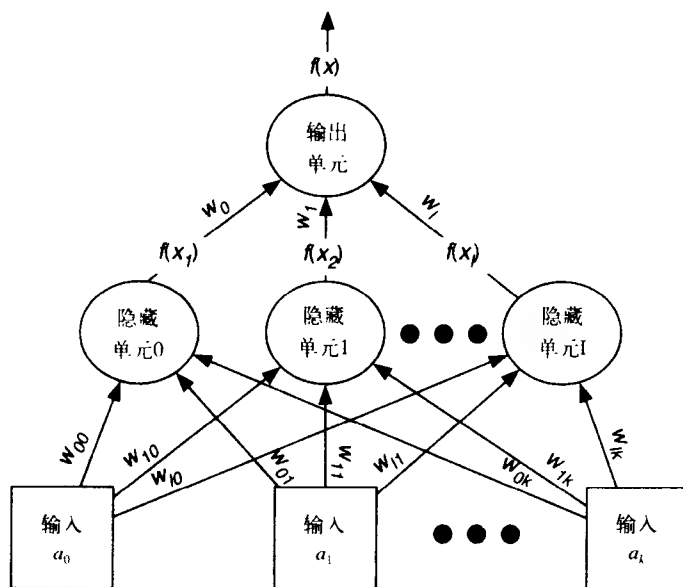 f(x)
输出
单元
w0
w1
wl
f(x1)
f(x2)
f(xl)
隐藏
单元0
隐藏
单元1
隐藏
单元I
w00
w10
wl0
w01
w11
wl1
w0k
w1k
wlk
输入
a0
输入
a1
输入
ak